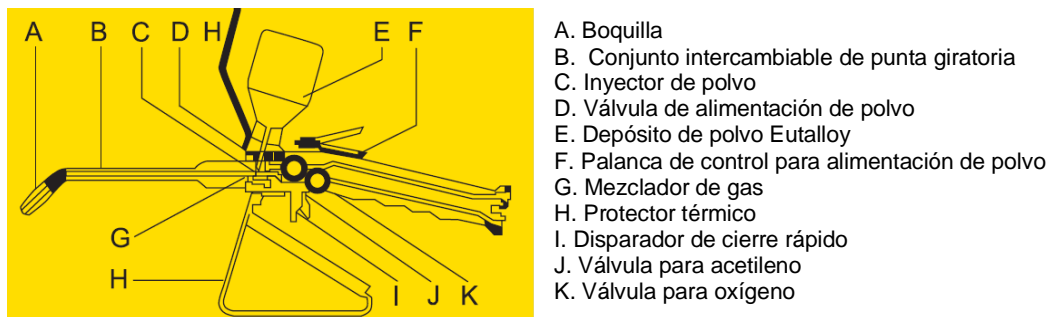 A B C D H E F
G
H
I J K
A. Boquilla
B. Conjunto intercambiable de punta giratoria
C. Inyector de polvo
D. Válvula de alimentación de polvo
E. Depósito de polvo Eutalloy
F. Palanca de control para alimentación de polvo
G. Mezclador de gas
H. Protector térmico
I. Disparador de cierre rápido
J. Válvula para acetileno
K. Válvula para oxígeno